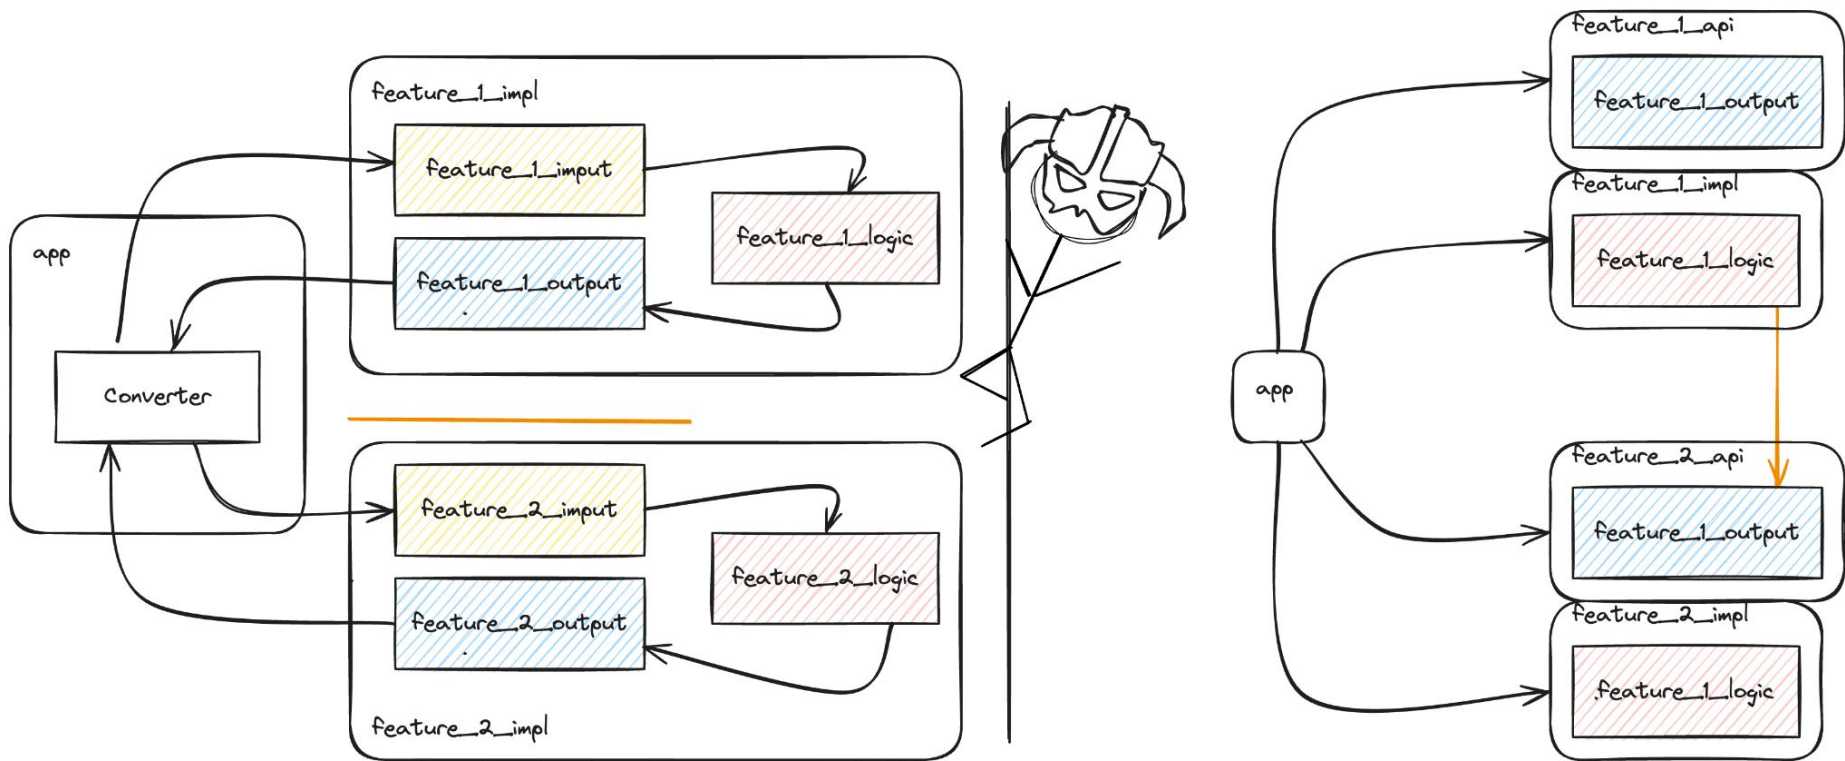 feature_1_impl
feature_1_imput
feature_1_logic
feature_1_output
app
Converter
feature_2_imput
feature_2_logic
feature_2_output
feature_2_impl
feature_1_api
feature_1_output
feature_1_impl
feature_1_logic
app
feature_2_api
feature_1_output
feature_2_impl
feature_1_logic